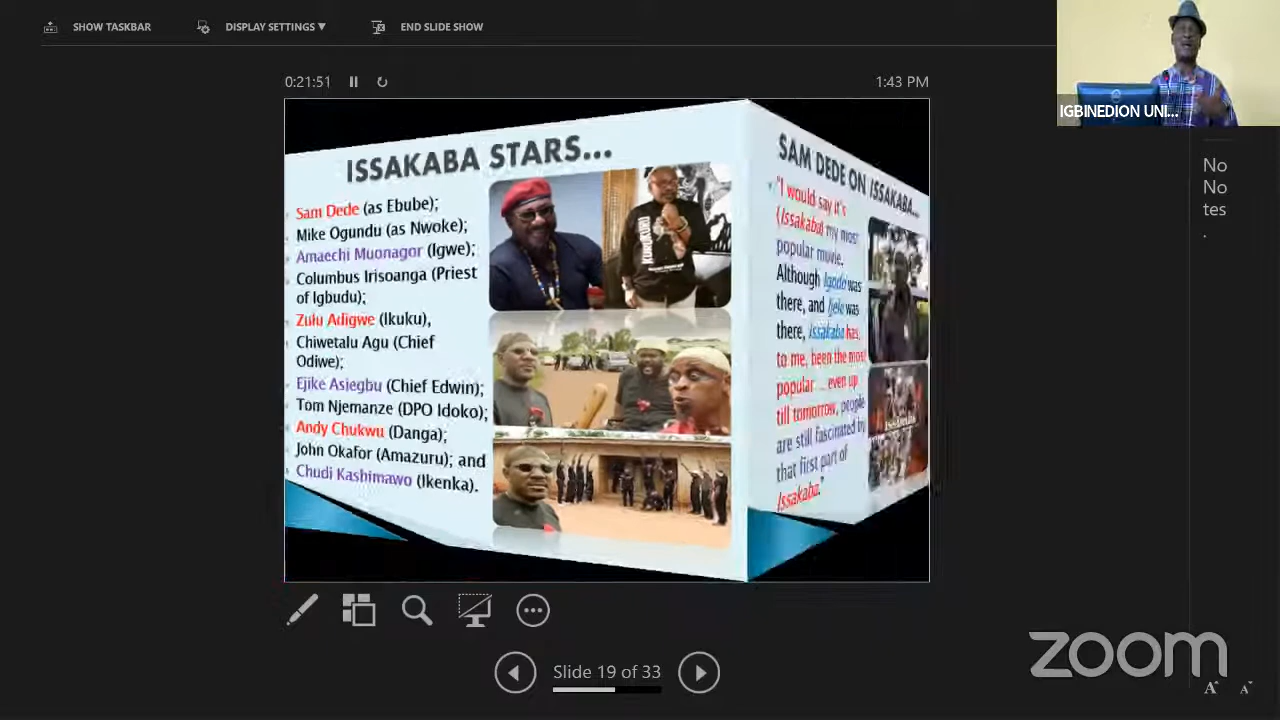 SHOW TASKBAR
DISPLAY SETTINGS ▼
END SLIDE SHOW
0:21:51
1:43 PM
IGBINEDION UNI...
No
No
tes
.
ISSAKABA STARS...
Sam Dede (as Ebube);
Mike Ogundu (as Nwoke);
Amaechi Muonagor (Igwe);
Columbus Irisoanga (Priest
of Igbudu);
Zulu Adigwe (Ikuku),
Chiwetalu Agu (Chief
Odiwe);
Ejike Asiegbu (Chief Edwin);
Tom Njemanze (DPO Idoko);
Andy Chukwu (Danga);
John Okafor (Amazuru); and
Chudi Kashimawo (Ikenka).
SAM DEDE ON ISSAKABA...
"I would say it's
(Issakaba) my most
popular movie.
Although Igodo was
there, and Ijele was
there, Issakaba has,
to me, been the most
popular ... even up
till tomorrow, people
are still fascinated by
that first part of
Issakaba."
Slide 19 of 33
zoom
A A